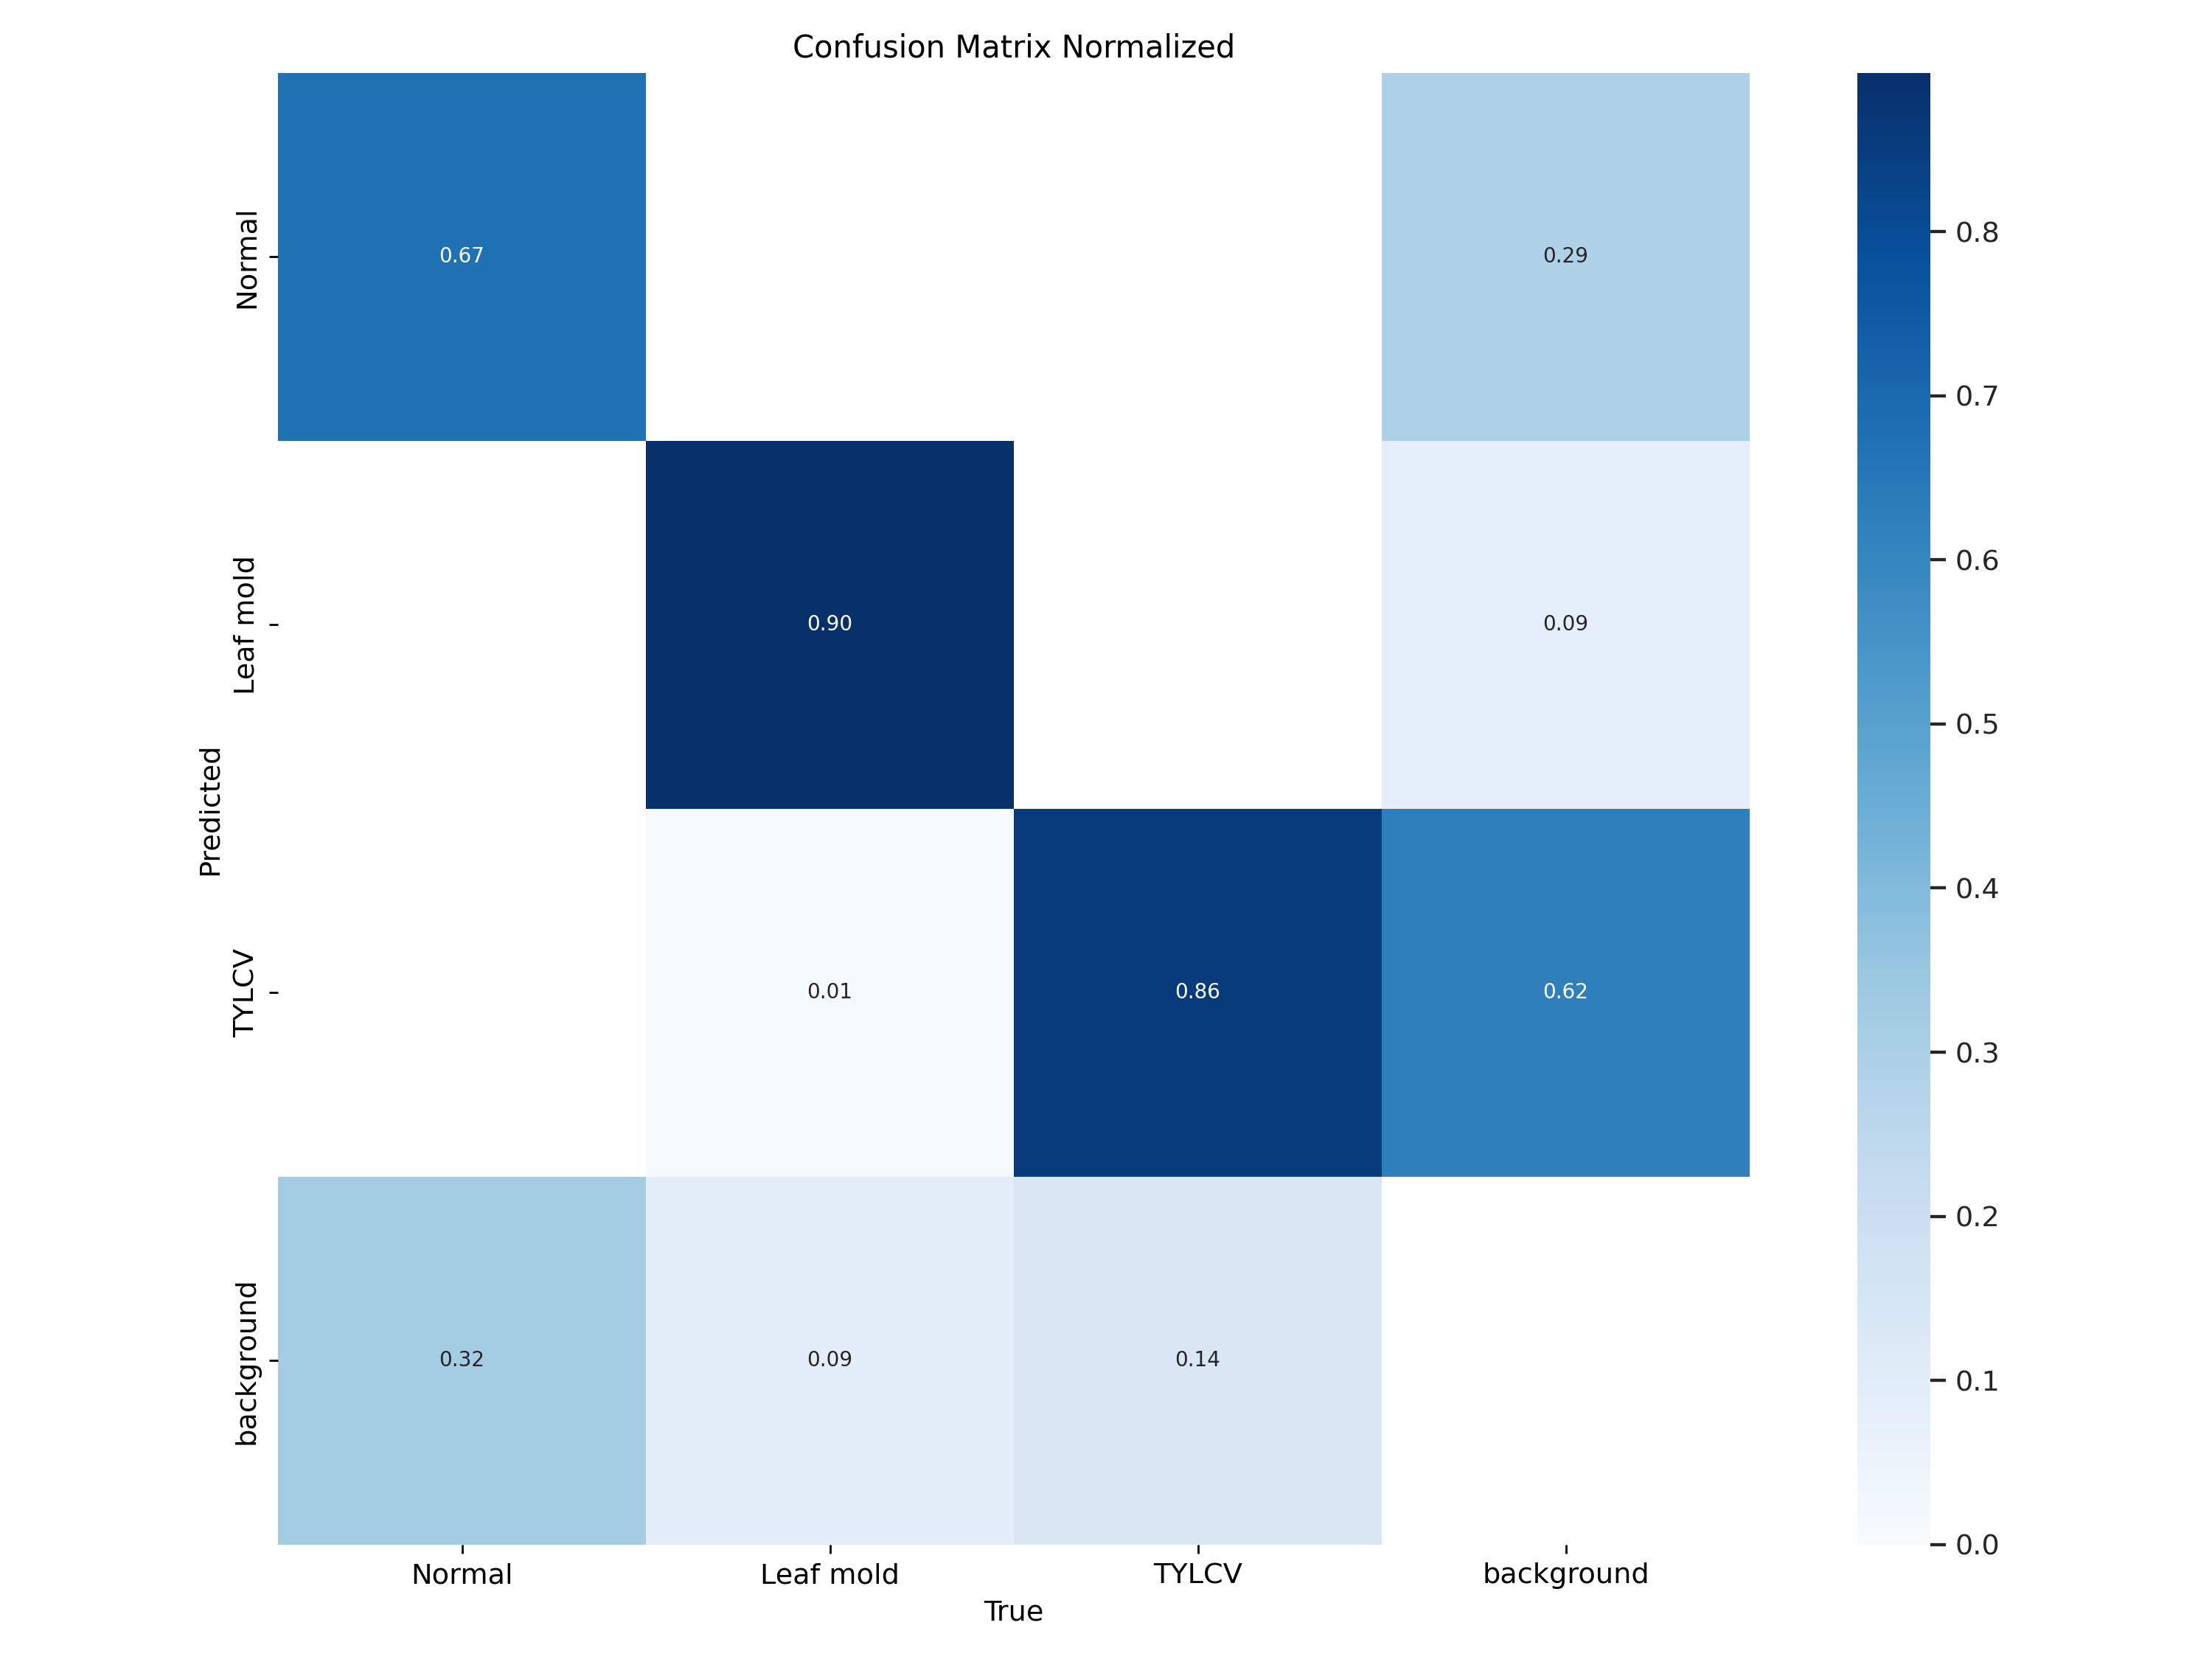 Confusion Matrix Normalized
Normal
0.67
0.29
Leaf mold
0.90
0.09
TYLCV
0.01
0.86
0.62
background
0.32
0.09
0.14
Predicted
Normal
Leaf mold
TYLCV
background
True
0.8
0.7
0.6
0.5
0.4
0.3
0.2
0.1
0.0